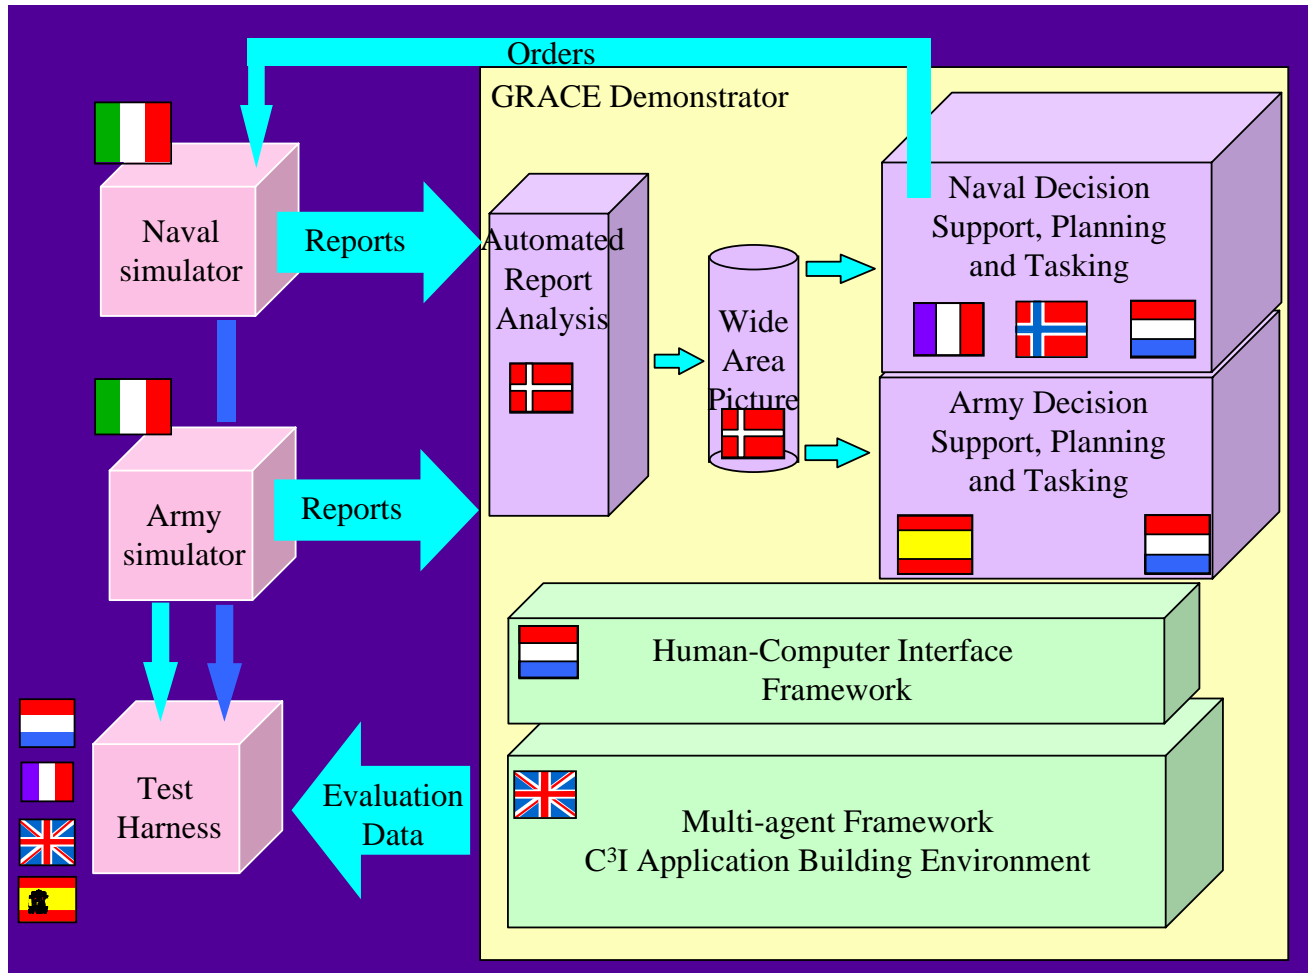 Orders
GRACE Demonstrator
Naval
simulator
Reports
Automated
Report
Analysis
Wide
Area
Picture
Naval Decision
Support, Planning
and Tasking
Army Decision
Support, Planning
and Tasking
Army
simulator
Reports
Human-Computer Interface
Framework
Test
Harness
Evaluation
Data
Multi-agent Framework
C³I Application Building Environment